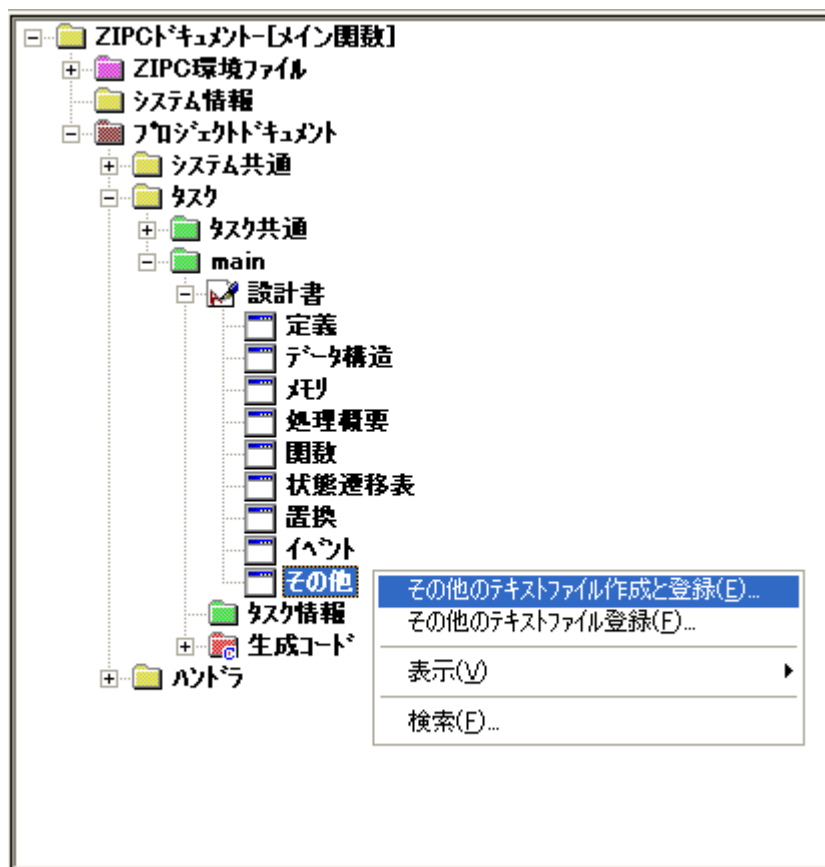 ZIPCﾄﾞｷｭﾒﾝﾄ-[ﾒｲﾝ関数]
ZIPC環境ﾌｧｲﾙ
ｼｽﾃﾑ情報
ﾌﾟﾛｼﾞｪｸﾄﾄﾞｷｭﾒﾝﾄ
ｼｽﾃﾑ共通
ﾀｽｸ
ﾀｽｸ共通
main
設計書
定義
ﾃﾞｰﾀ構造
ﾒﾓﾘ
処理概要
関数
状態遷移表
置換
ｲﾍﾞﾝﾄ
その他
その他のテキストファイル作成と登録(E)...
その他のテキストファイル登録(F)...
ﾀｽｸ情報
生成ｺｰﾄﾞ
表示(V)
ﾊﾝﾄﾞﾗ
検索(F)...